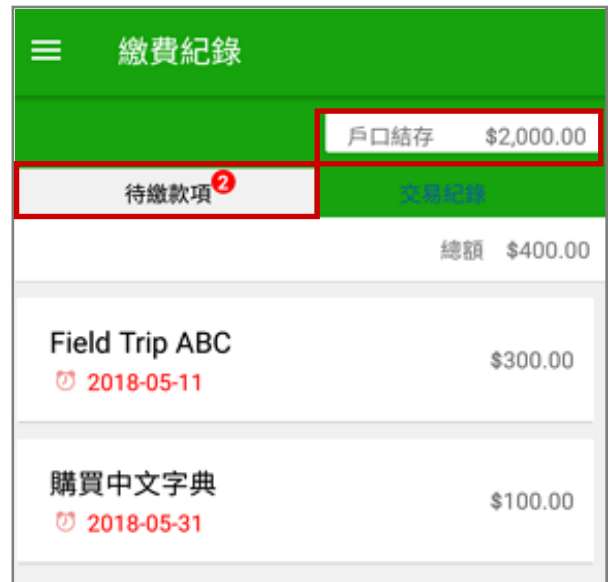 繳費紀錄
戶口結存 $2,000.00
待繳款項 2 交易紀錄
總額 $400.00
Field Trip ABC
$300.00
2018-05-11
購買中文字典
$100.00
2018-05-31